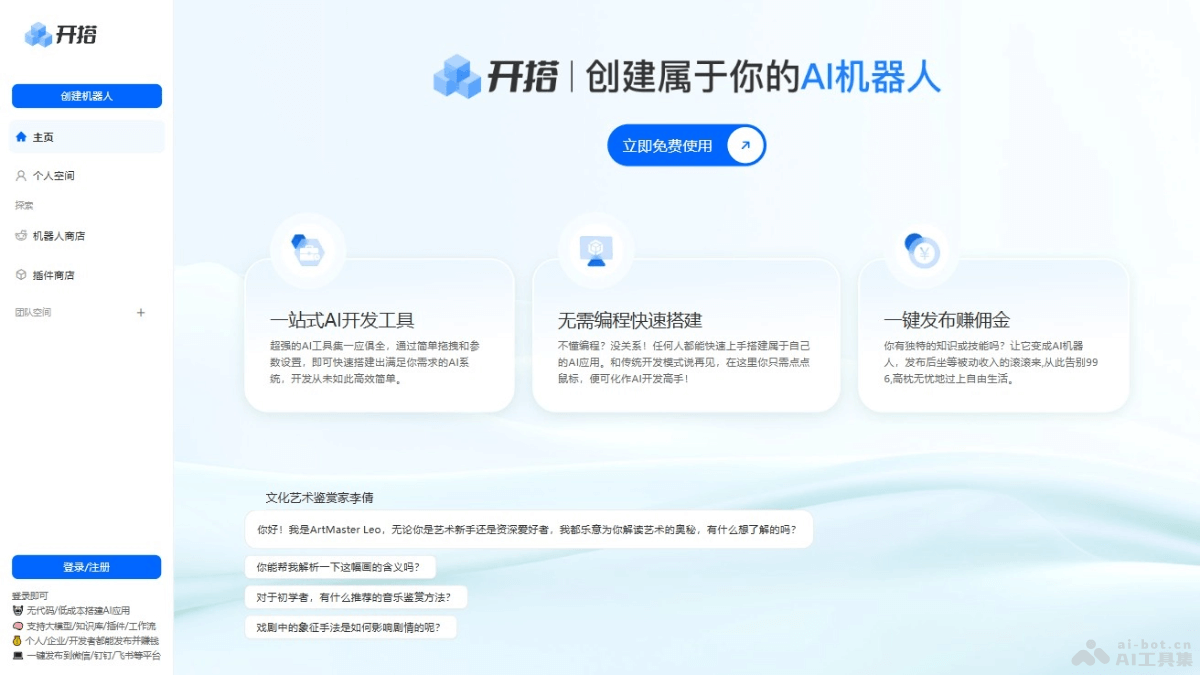 开搭
创建机器人
主页
个人空间
探索
机器人商店
插件商店
团队空间 +
登录/注册
登录即可
无代码/低成本搭建AI应用
支持大模型/知识库/插件/工作流
个人/企业/开发者都能发布并赚钱
一键发布到微信/钉钉/飞书等平台
开搭 | 创建属于你的AI机器人
立即免费使用
一站式AI开发工具
超强的AI工具集一应俱全，通过简单拖拽和参
数设置，即可快速搭建出满足你需求的AI系
统，开发从未如此高效简单。
无需编程快速搭建
不懂编程？没关系！任何人都能快速上手搭建属于自己
的AI应用。和传统开发模式说再见，在这里你只需点点
鼠标，便可化作AI开发高手！
¥
一键发布赚佣金
你有独特的知识或技能吗？让它变成AI机器
人，发布后坐等被动收入的滚滚来,从此告别99
6,高枕无忧地过上自由生活。
文化艺术鉴赏家李倩
你好！我是ArtMaster Leo，无论你是艺术新手还是资深爱好者，我都乐意为你解读艺术的奥秘，有什么想了解的吗？
你能帮我解析一下这幅画的含义吗？
对于初学者，有什么推荐的音乐鉴赏方法？
戏剧中的象征手法是如何影响剧情的呢？
ai-bot.cn
AI工具集